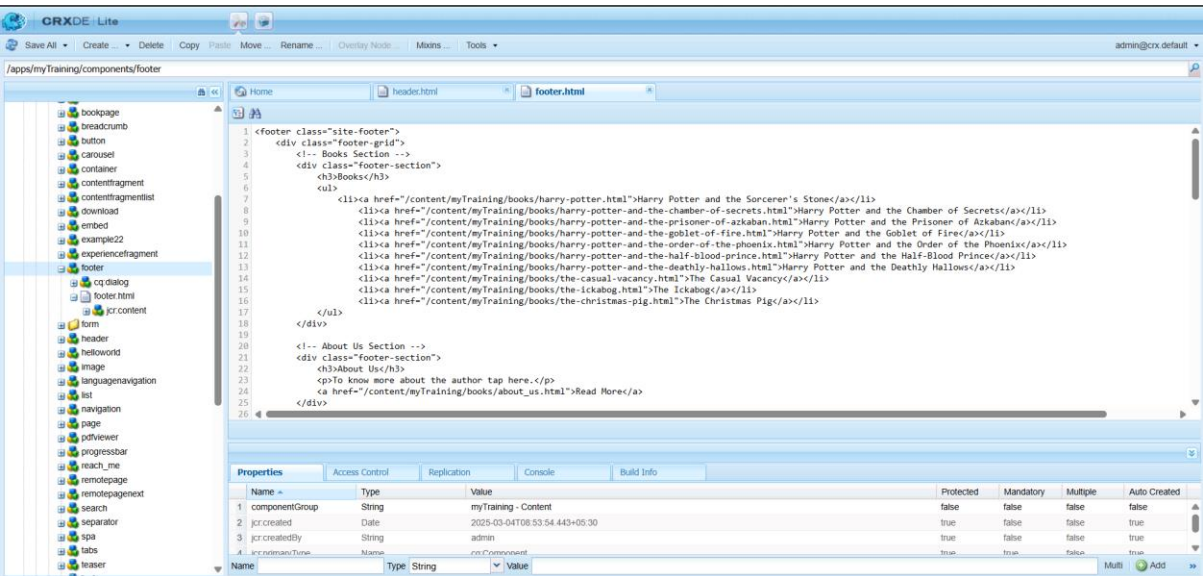 CRXDE | Lite
Save All Create ... Delete Copy Paste Move ... Rename ... Overlay Node ... Mixins ... Tools admin@crx.default
/apps/myTraining/components/footer
Home header.html footer.html
bookpage
breadcrumb
button
carousel
container
contentfragment
contentfragmentlist
download
embed
example22
experiencefragment
footer
cq:dialog
footer.html
jcr:content
form
header
helloworld
image
languagenavigation
list
navigation
page
pdfviewer
progressbar
reach_me
remotepage
remotepagenext
search
separator
spa
tabs
teaser
1 <footer class="site-footer">
2 <div class="footer-grid">
3 <!-- Books Section -->
4 <div class="footer-section">
5 <h3>Books</h3>
6 <ul>
7 <li><a href="/content/myTraining/books/harry-potter.html">Harry Potter and the Sorcerer's Stone</a></li>
8 <li><a href="/content/myTraining/books/harry-potter-and-the-chamber-of-secrets.html">Harry Potter and the Chamber of Secrets</a></li>
9 <li><a href="/content/myTraining/books/harry-potter-and-the-prisoner-of-azkaban.html">Harry Potter and the Prisoner of Azkaban</a></li>
10 <li><a href="/content/myTraining/books/harry-potter-and-the-goblet-of-fire.html">Harry Potter and the Goblet of Fire</a></li>
11 <li><a href="/content/myTraining/books/harry-potter-and-the-order-of-the-phoenix.html">Harry Potter and the Order of the Phoenix</a></li>
12 <li><a href="/content/myTraining/books/harry-potter-and-the-half-blood-prince.html">Harry Potter and the Half-Blood Prince</a></li>
13 <li><a href="/content/myTraining/books/harry-potter-and-the-deathly-hallows.html">Harry Potter and the Deathly Hallows</a></li>
14 <li><a href="/content/myTraining/books/the-casual-vacancy.html">The Casual Vacancy</a></li>
15 <li><a href="/content/myTraining/books/the-ickabog.html">The Ickabog</a></li>
16 <li><a href="/content/myTraining/books/the-christmas-pig.html">The Christmas Pig</a></li>
17 </ul>
18 </div>
19
20 <!-- About Us Section -->
21 <div class="footer-section">
22 <h3>About Us</h3>
23 <p>To know more about the author tap here.</p>
24 <a href="/content/myTraining/books/about_us.html">Read More</a>
25 </div>
26
Properties Access Control Replication Console Build Info
Name Type Value Protected Mandatory Multiple Auto Created
1 componentGroup String myTraining - Content false false false false
2 jcr:created Date 2025-03-04T08:53:54.443+05:30 true false false true
3 jcr:createdBy String admin true false false true
4 jcr:primaryType Name cq:Component true true false true
Name Type String Value Multi Add